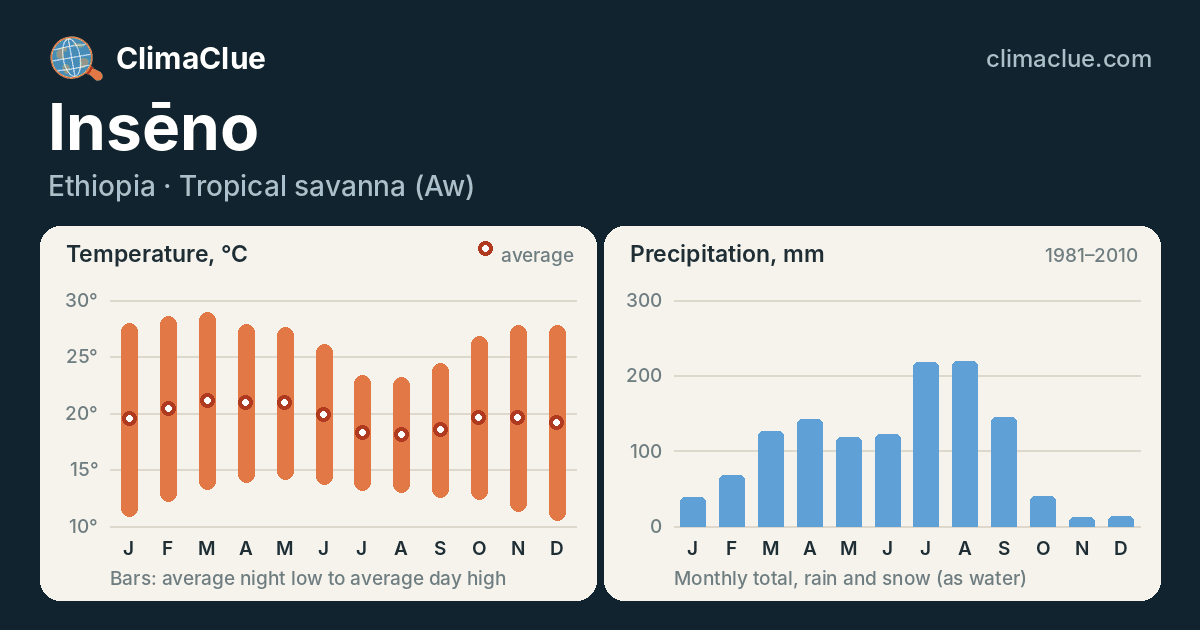 ClimaClue
climaclue.com
Insēno
Ethiopia · Tropical savanna (Aw)
Temperature, °C
average
30°
25°
20°
15°
10°
J F M A M J J A S O N D
Bars: average night low to average day high
Precipitation, mm
1981–2010
300
200
100
0
J F M A M J J A S O N D
Monthly total, rain and snow (as water)